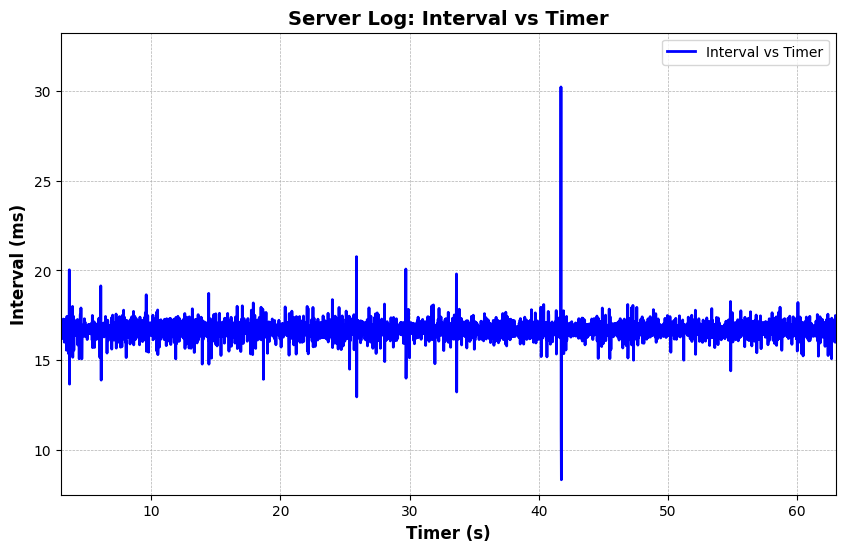 Server Log: Interval vs Timer
Interval vs Timer
30
25
20
15
10
Interval (ms)
10 20 30 40 50 60
Timer (s)